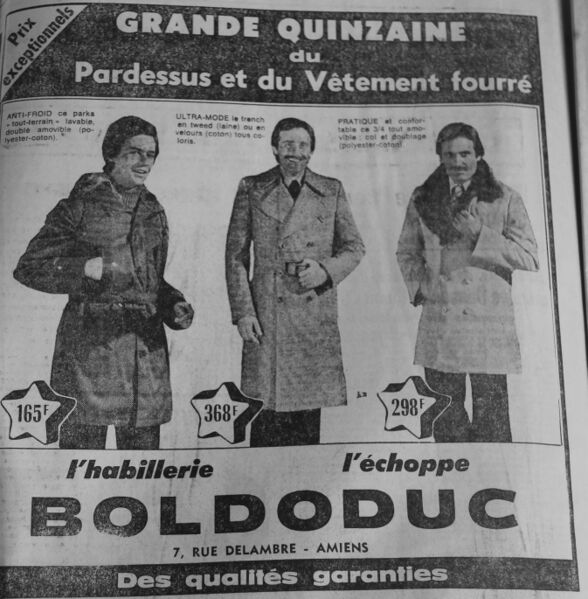 Prix
exceptionnels
GRANDE QUINZAINE
du
Pardessus et du Vêtement fourré
ANTI-FROID ce parks
« tout-terrain » lavable,
doublé amovible (po-
lyester-coton).
ULTRA-MODE le trench
en tweed (laine) ou en
velours (coton) tous co-
loris.
PRATIQUE et confor-
table ce 3/4 tout amo-
vible : col et doublage
(polyester-coton)
165F
368F
298F
l'habillerie
l'échoppe
BOLDODUC
7, RUE DELAMBRE - AMIENS
Des qualités garanties